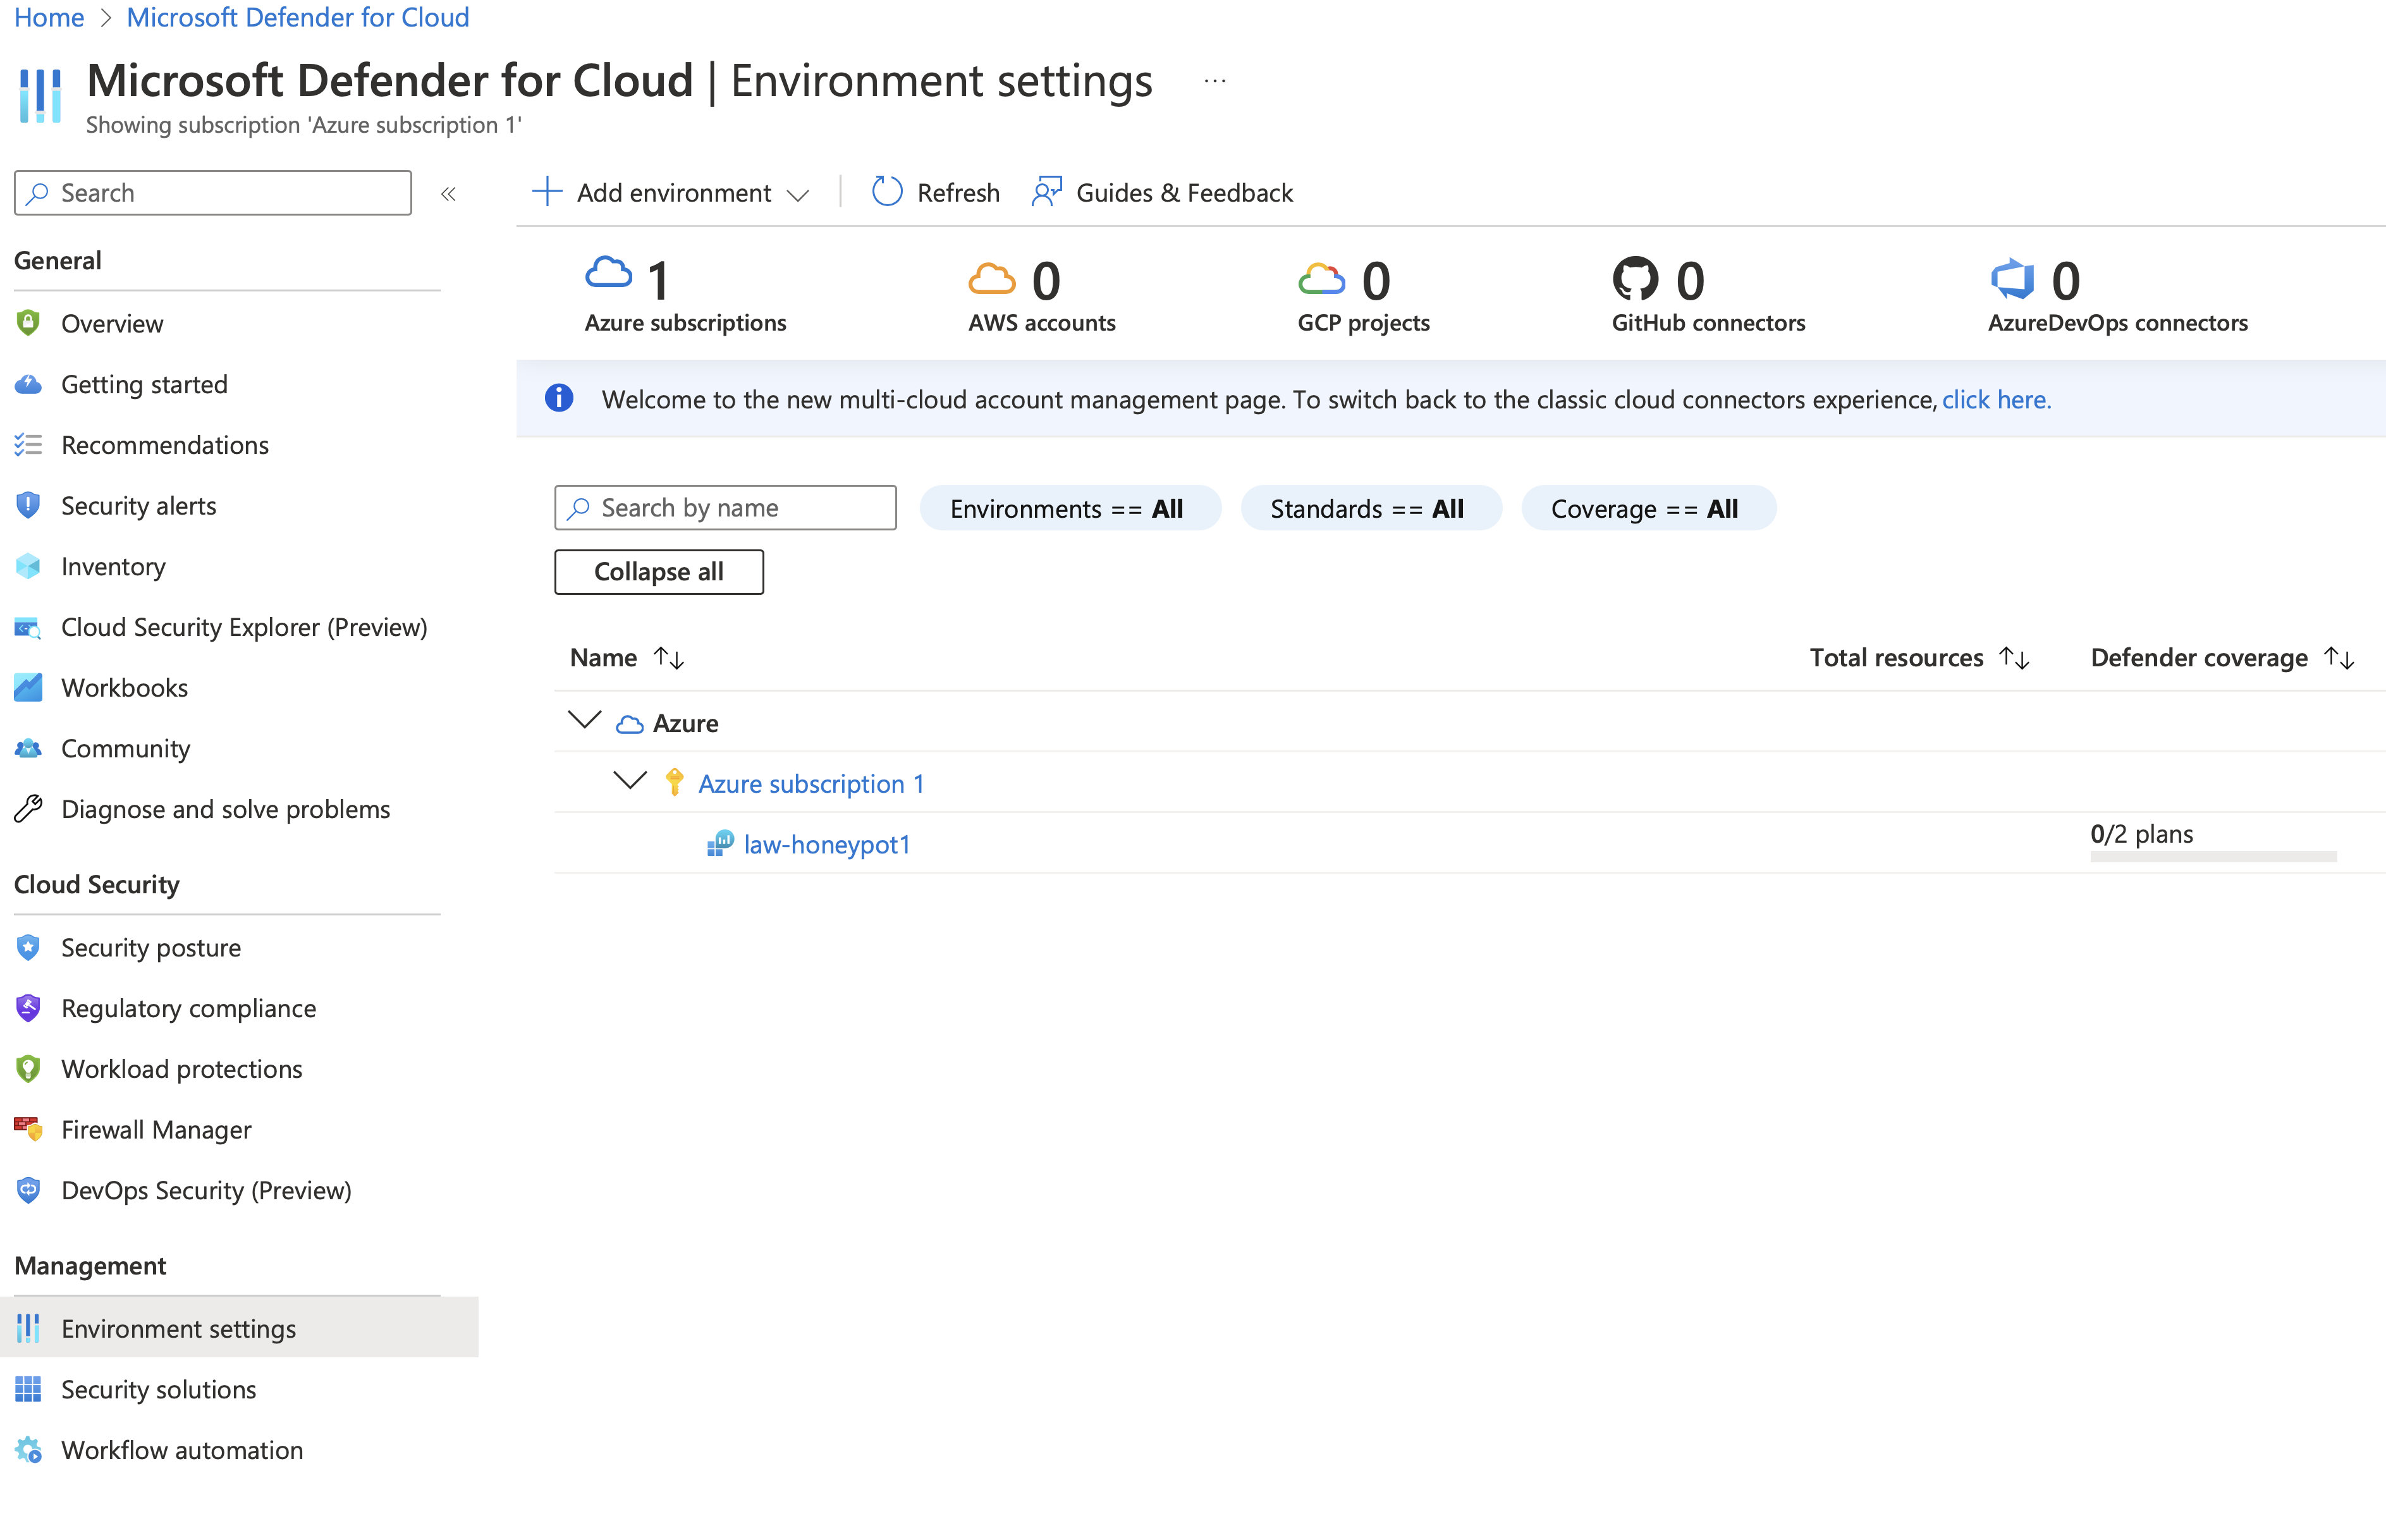 Home > Microsoft Defender for Cloud
Microsoft Defender for Cloud | Environment settings ...
Showing subscription 'Azure subscription 1'
Search
«
General
Overview
Getting started
Recommendations
Security alerts
Inventory
Cloud Security Explorer (Preview)
Workbooks
Community
Diagnose and solve problems
Cloud Security
Security posture
Regulatory compliance
Workload protections
Firewall Manager
DevOps Security (Preview)
Management
Environment settings
Security solutions
Workflow automation
Add environment
Refresh
Guides & Feedback
1
Azure subscriptions
0
AWS accounts
0
GCP projects
0
GitHub connectors
0
AzureDevOps connectors
Welcome to the new multi-cloud account management page. To switch back to the classic cloud connectors experience, click here.
Search by name
Environments == All
Standards == All
Coverage == All
Collapse all
Name ↑↓ Total resources ↑↓ Defender coverage ↑↓
Azure
Azure subscription 1
law-honeypot1 0/2 plans